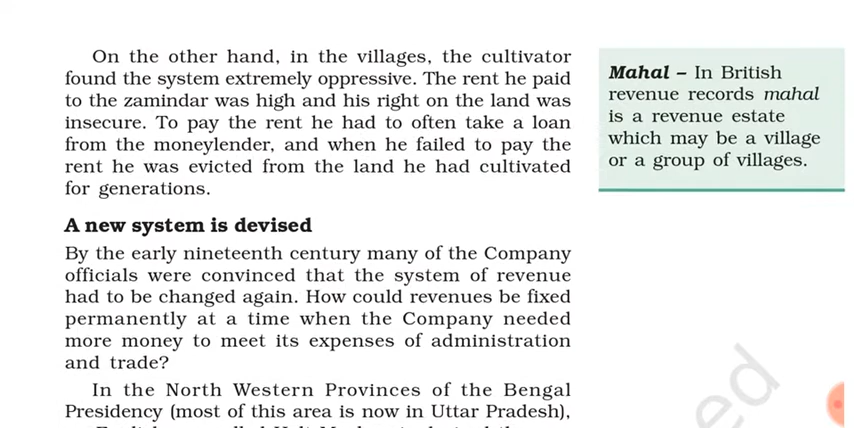 On the other hand, in the villages, the cultivator
found the system extremely oppressive. The rent he paid
to the zamindar was high and his right on the land was
insecure. To pay the rent he had to often take a loan
from the moneylender, and when he failed to pay the
rent he was evicted from the land he had cultivated
for generations.
A new system is devised
By the early nineteenth century many of the Company
officials were convinced that the system of revenue
had to be changed again. How could revenues be fixed
permanently at a time when the Company needed
more money to meet its expenses of administration
and trade?
In the North Western Provinces of the Bengal
Presidency (most of this area is now in Uttar Pradesh),
Mahal – In British
revenue records mahal
is a revenue estate
which may be a village
or a group of villages.